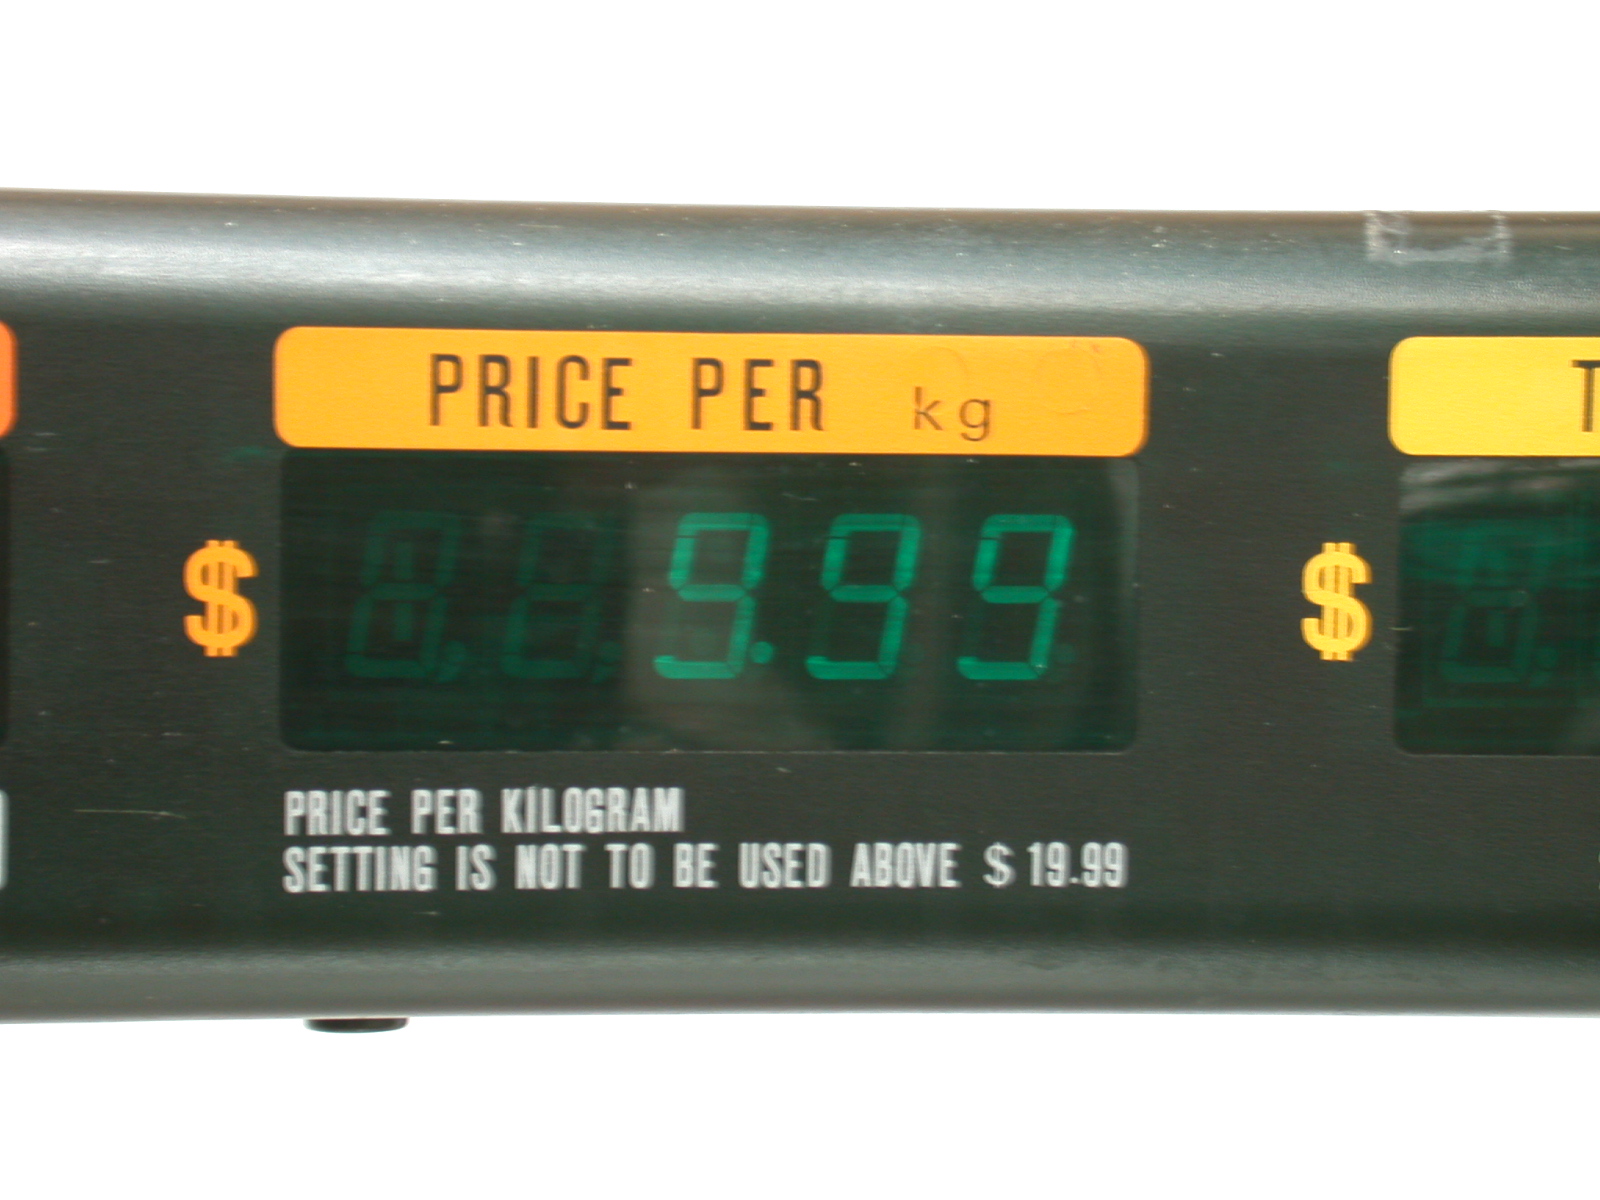 PRICE PER kg
$ 9.99 $
PRICE PER KILOGRAM
SETTING IS NOT TO BE USED ABOVE $ 19.99